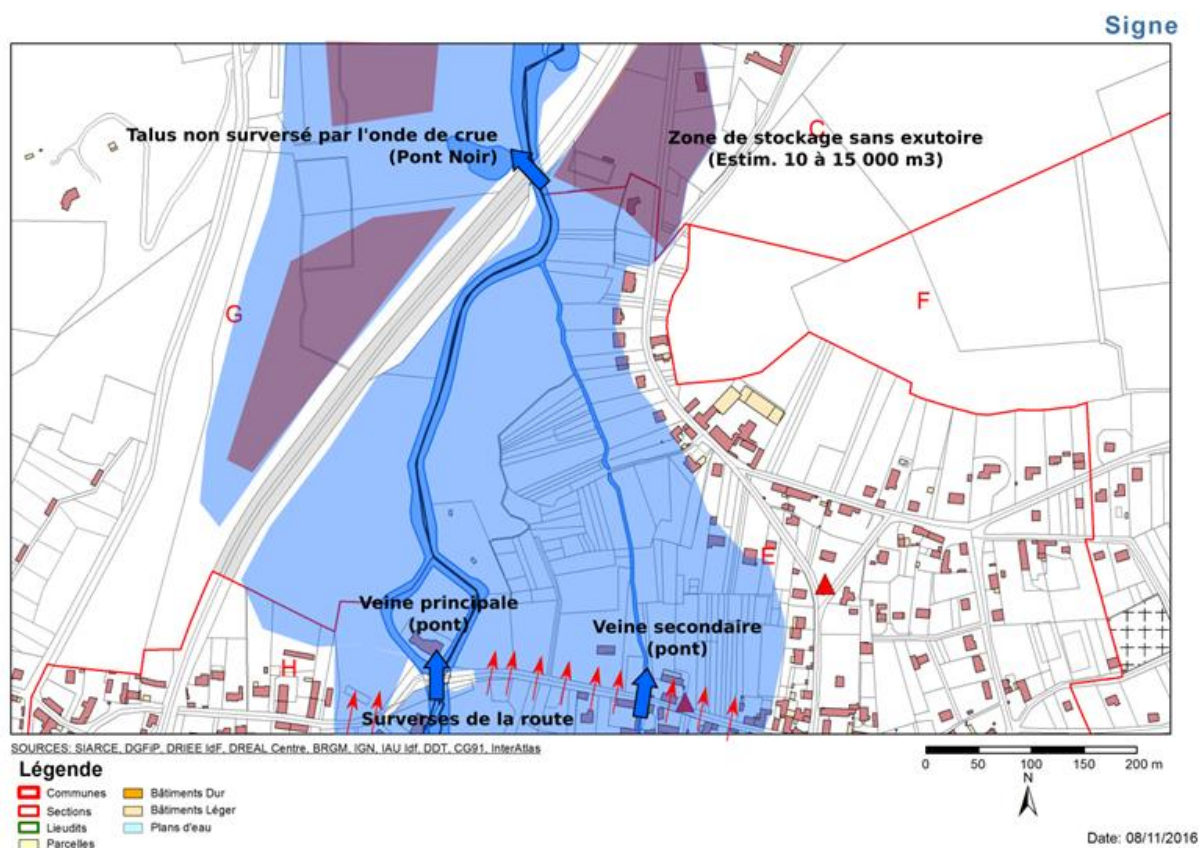 Signe
Talus non surversé par l'onde de crue
(Pont Noir)
Zone de stockage sans exutoire
(Estim. 10 à 15 000 m3)
C
G
F
E
Veine principale
(pont)
Veine secondaire
(pont)
H
Surverses de la route
SOURCES: SIARCE, DGFiP, DRIEE IdF, DREAL Centre, BRGM, IGN, IAU Idf, DDT, CG91, InterAtlas
Légende
Communes
Sections
Lieudits
Parcelles
Bâtiments Dur
Bâtiments Léger
Plans d'eau
0 50 100 150 200 m
N
Date: 08/11/2016